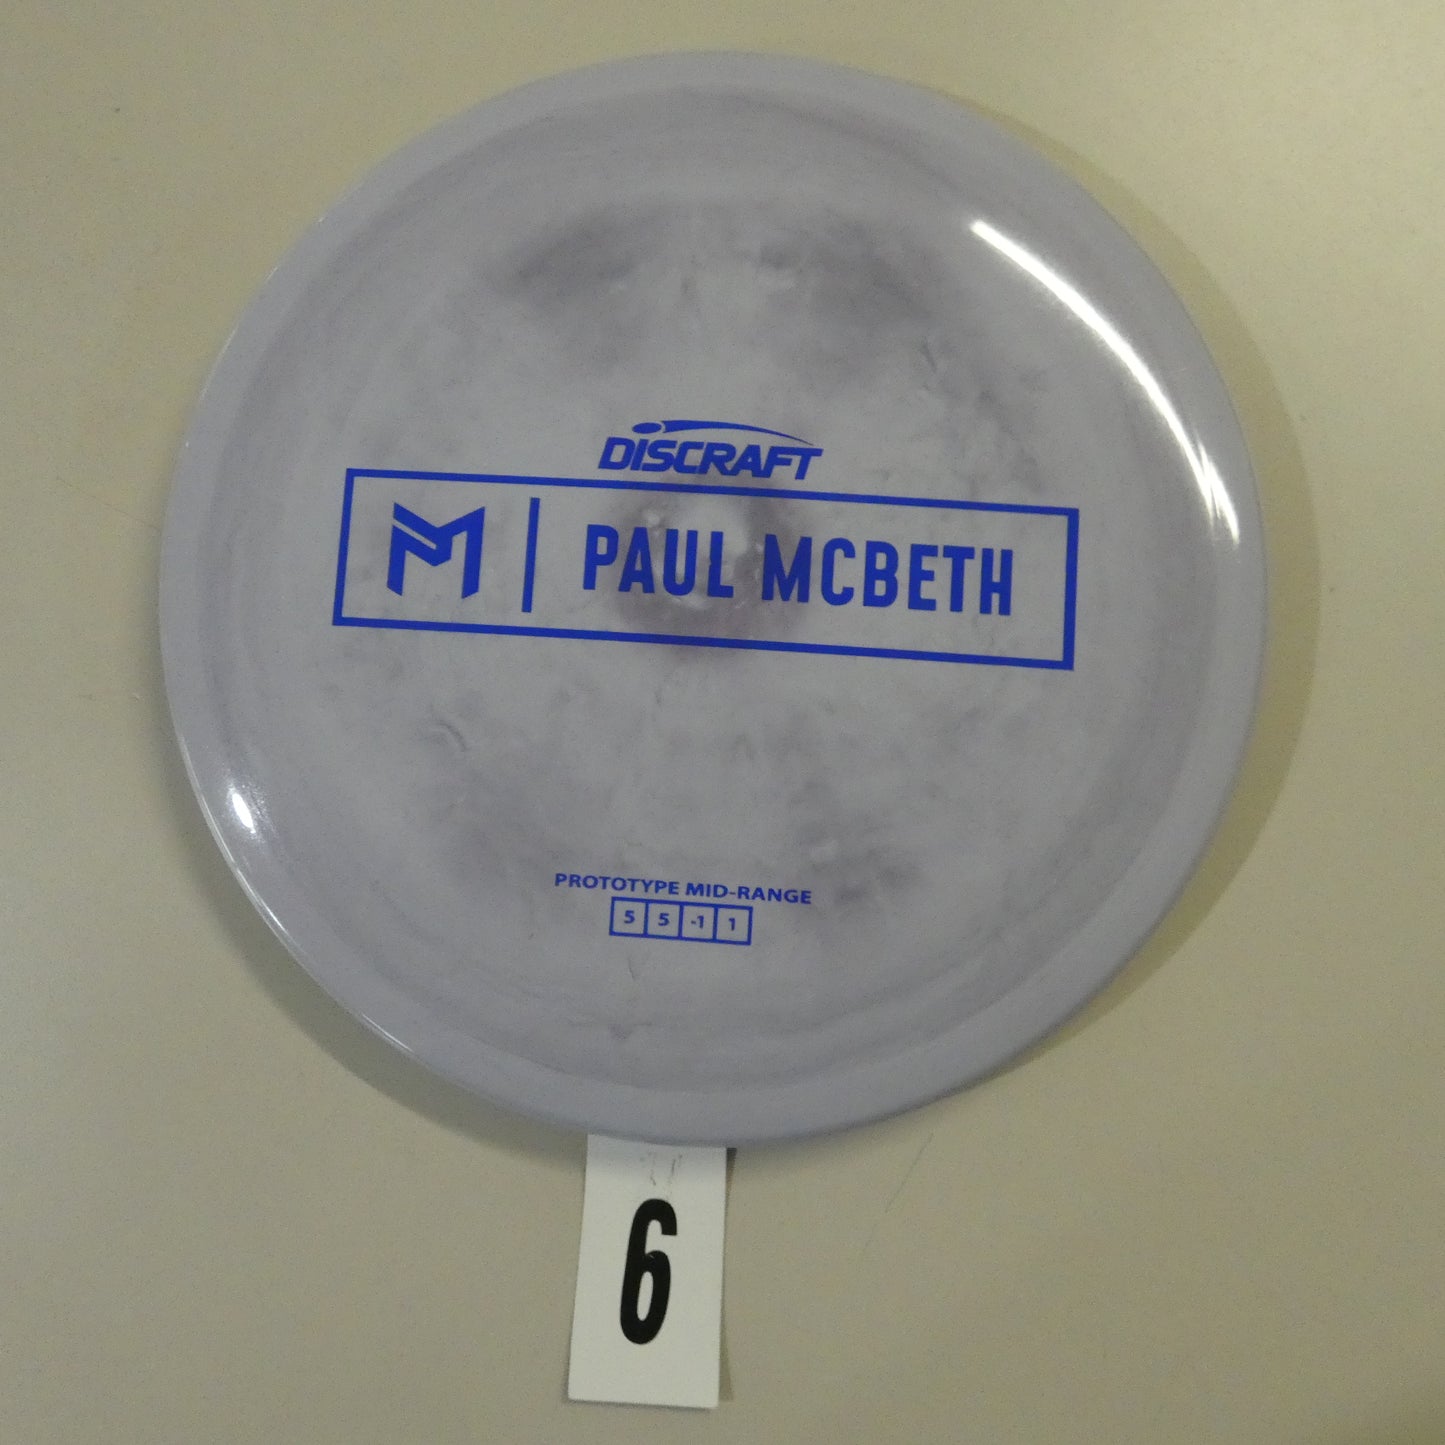 DISCRAFT
M | PAUL MCBETH
PROTOTYPE MID-RANGE
5 5 -1 1
6